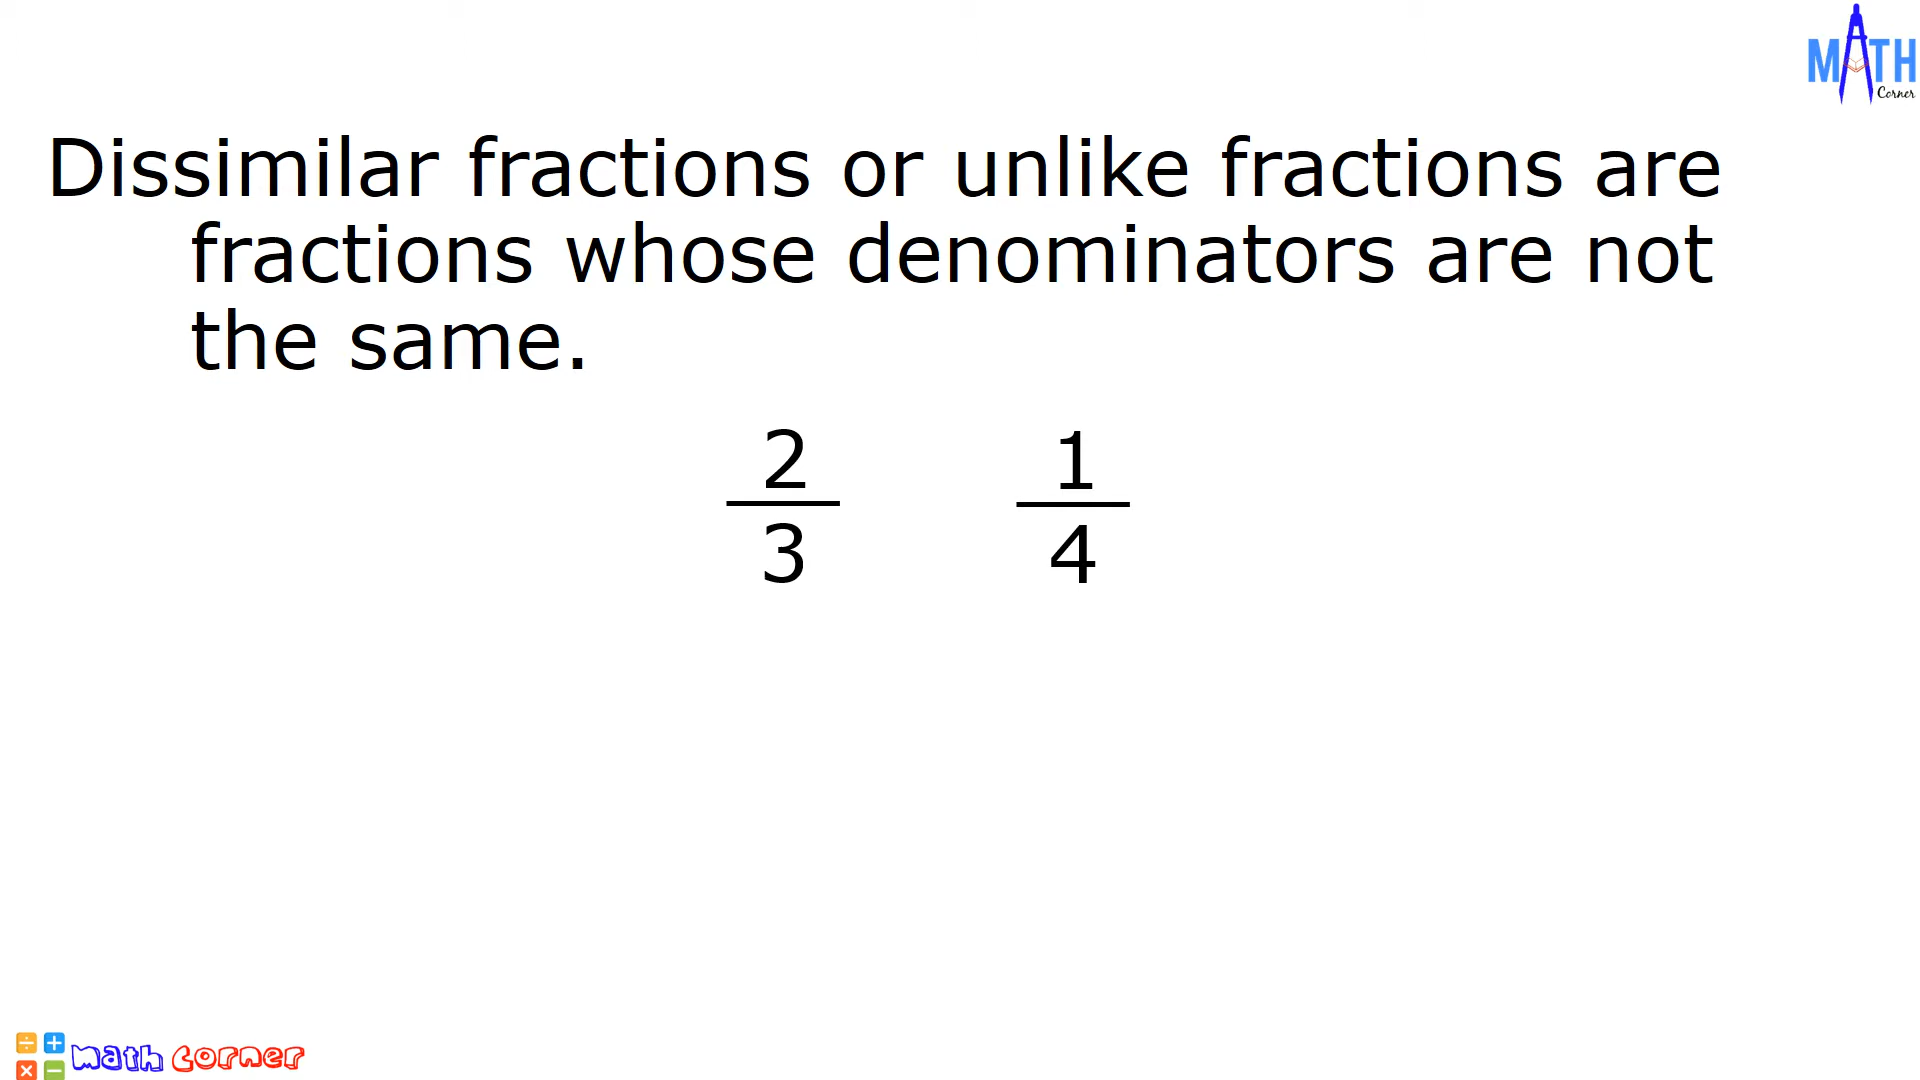 MATH
Corner
Dissimilar fractions or unlike fractions are
fractions whose denominators are not
the same.
2 1
3 4
÷ +
× −
math corner